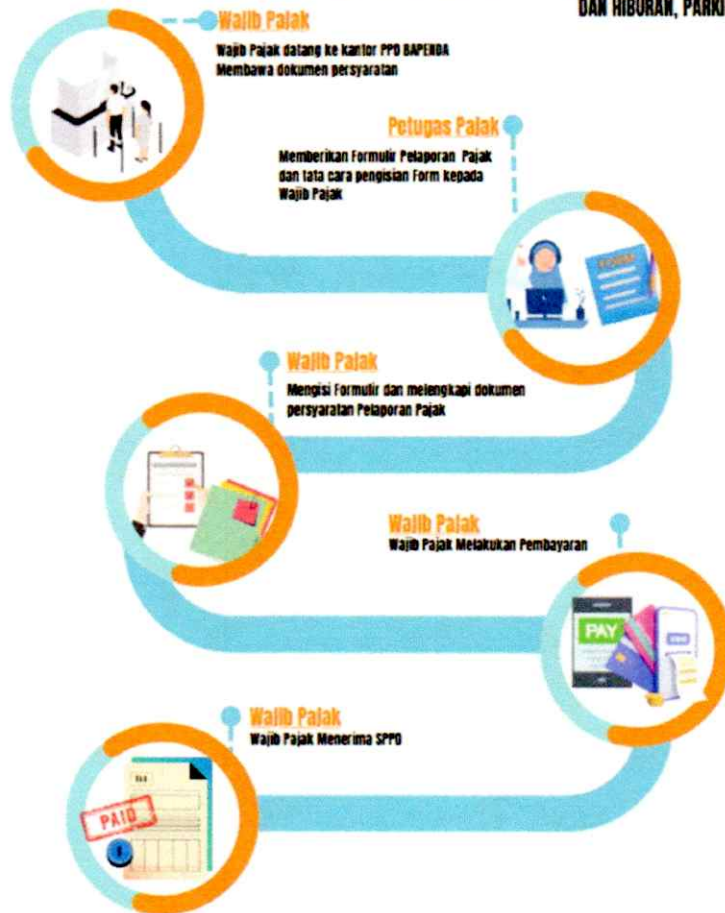 DAN HIBURAN, PARKI
Wajib Pajak
Wajib Pajak datang ke kantor PPD BAPENDA
Membawa dokumen persyaratan
Petugas Pajak
Memberikan Formulir Pelaporan Pajak
dan tata cara pengisian Form kepada
Wajib Pajak
FORM
Wajib Pajak
Mengisi Formulir dan melengkapi dokumen
persyaratan Pelaporan Pajak
Wajib Pajak
Wajib Pajak Melakukan Pembayaran
PAY
Wajib Pajak
Wajib Pajak Menerima SPPD
PAID